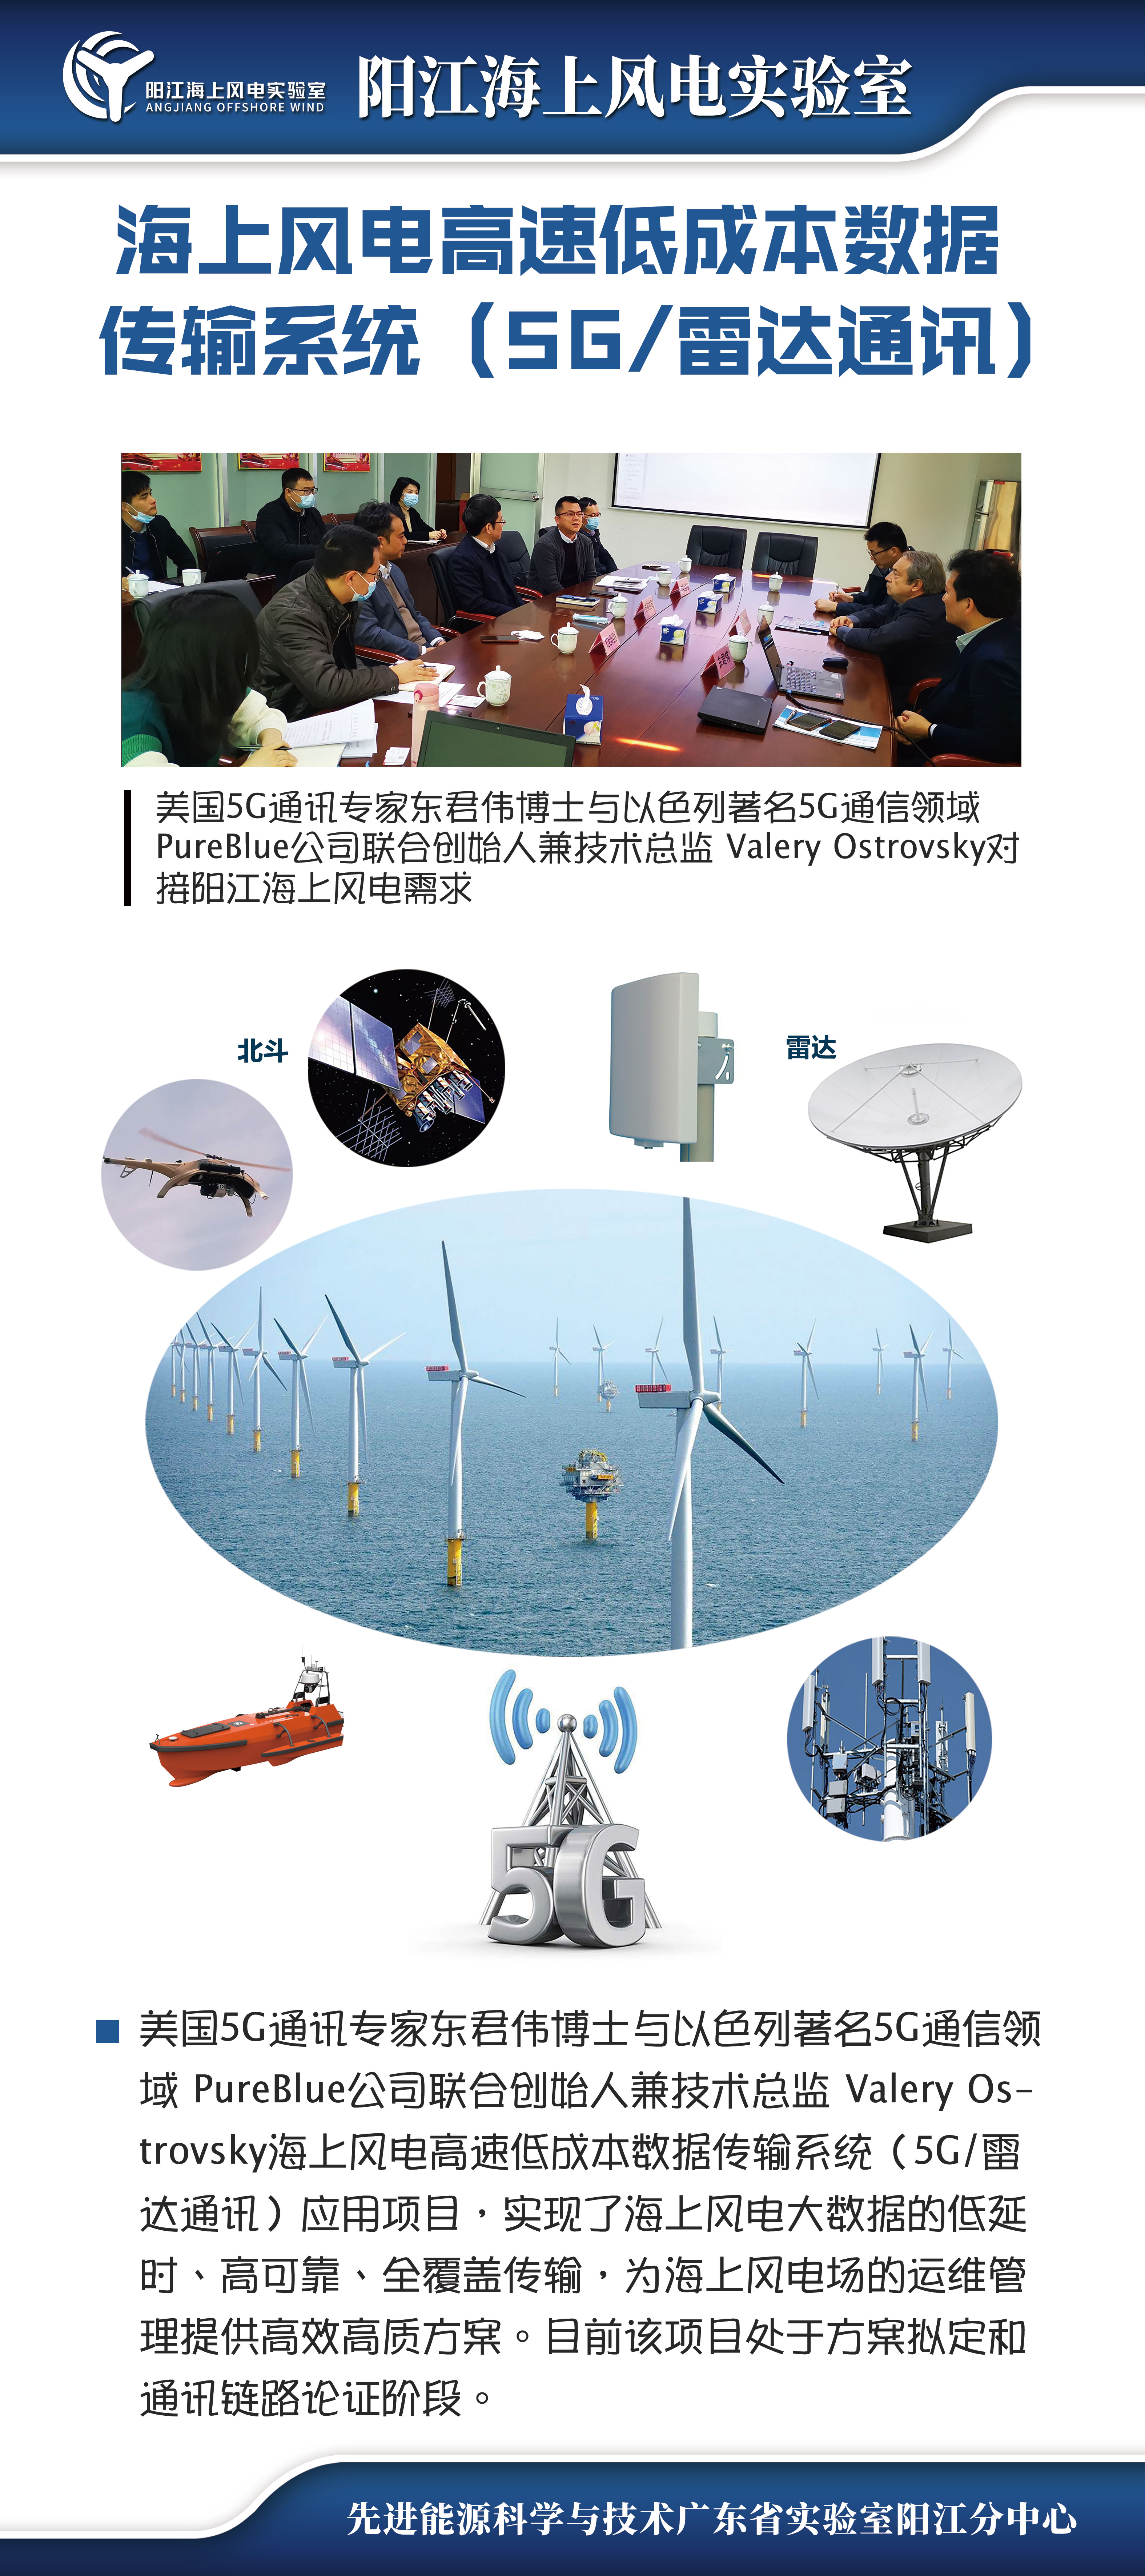 阳江海上风电实验室
ANGJIANG OFFSHORE WIND
阳江海上风电实验室
海上风电高速低成本数据
传输系统（5G/雷达通讯）
美国5G通讯专家东君伟博士与以色列著名5G通信领域
PureBlue公司联合创始人兼技术总监 Valery Ostrovsky对
接阳江海上风电需求
北斗
雷达
5G
美国5G通讯专家东君伟博士与以色列著名5G通信领
域 PureBlue公司联合创始人兼技术总监 Valery Os-
trovsky海上风电高速低成本数据传输系统（5G/雷
达通讯）应用项目，实现了海上风电大数据的低延
时、高可靠、全覆盖传输，为海上风电场的运维管
理提供高效高质方案。目前该项目处于方案拟定和
通讯链路论证阶段。
先进能源科学与技术广东省实验室阳江分中心